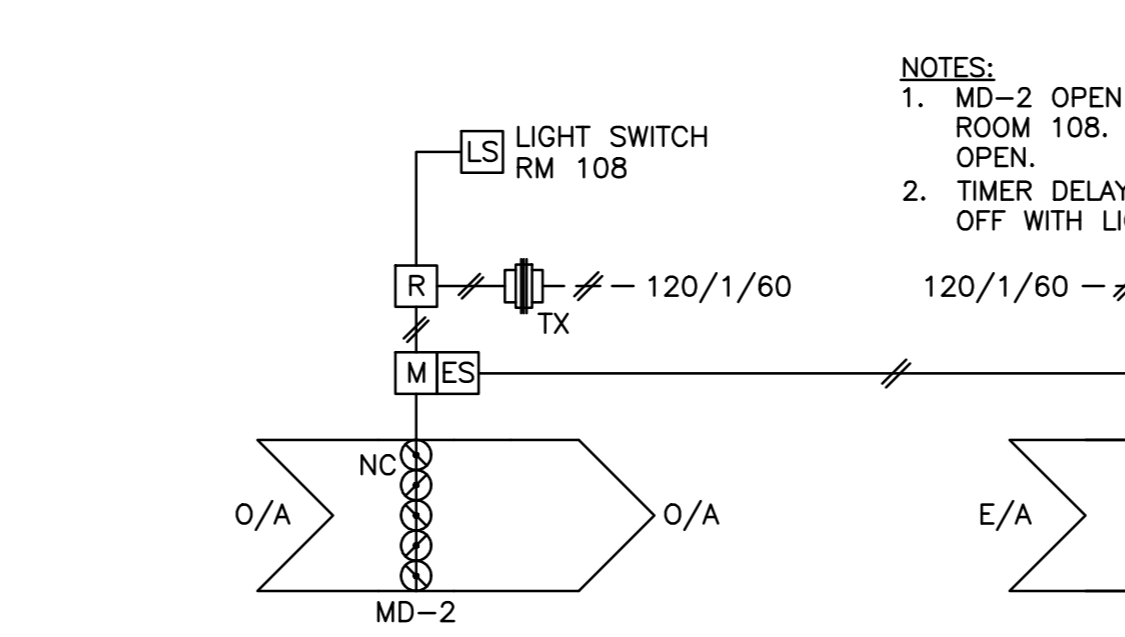 NOTES:
1. MD-2 OPEN
ROOM 108.
OPEN.
2. TIMER DELAY
OFF WITH
LIGHT SWITCH
RM 108
LS
R
120/1/60
TX
120/1/60
M ES
NC
O/A
O/A
E/A
MD-2